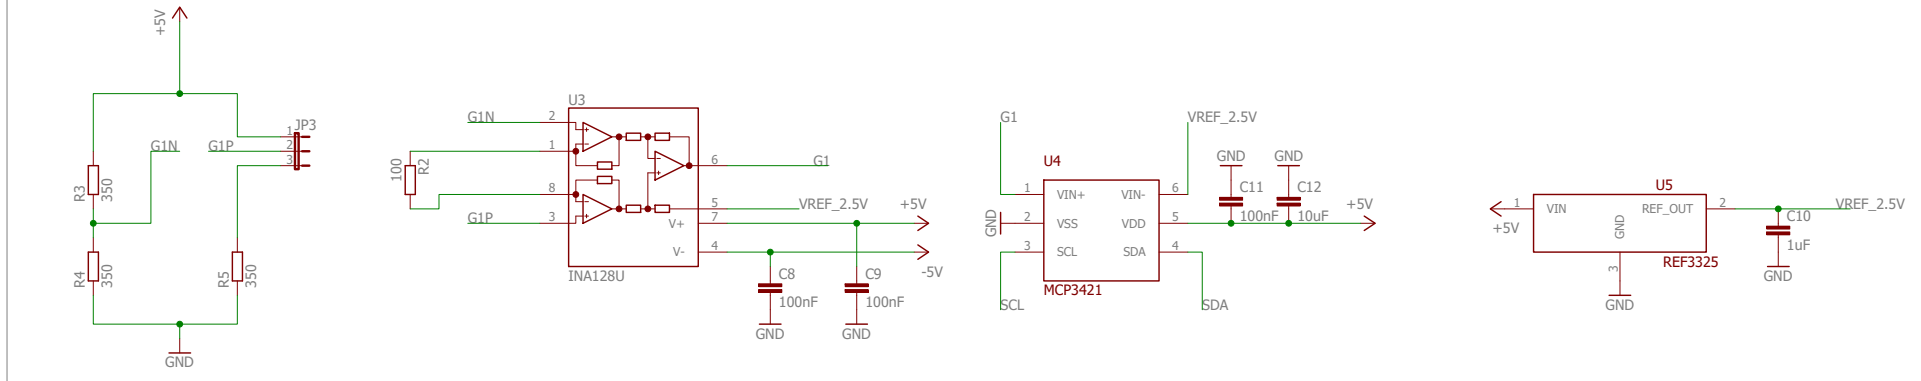 +5V
R3
350
R4
350
G1N
G1P
JP3
1
2
3
R5
350
GND
100
R2
U3
G1N
2
1
8
G1P
3
6
G1
5
VREF_2.5V
V+
7
+5V
V-
4
-5V
INA128U
C8
100nF
GND
C9
100nF
GND
G1
VREF_2.5V
U4
1
VIN+
VIN-
6
GND
2
VSS
VDD
5
3
SCL
SDA
4
MCP3421
SCL
SDA
GND
C11
100nF
GND
C12
10uF
+5V
U5
1
VIN
REF_OUT
2
GND
3
+5V
REF3325
GND
VREF_2.5V
C10
1uF
GND